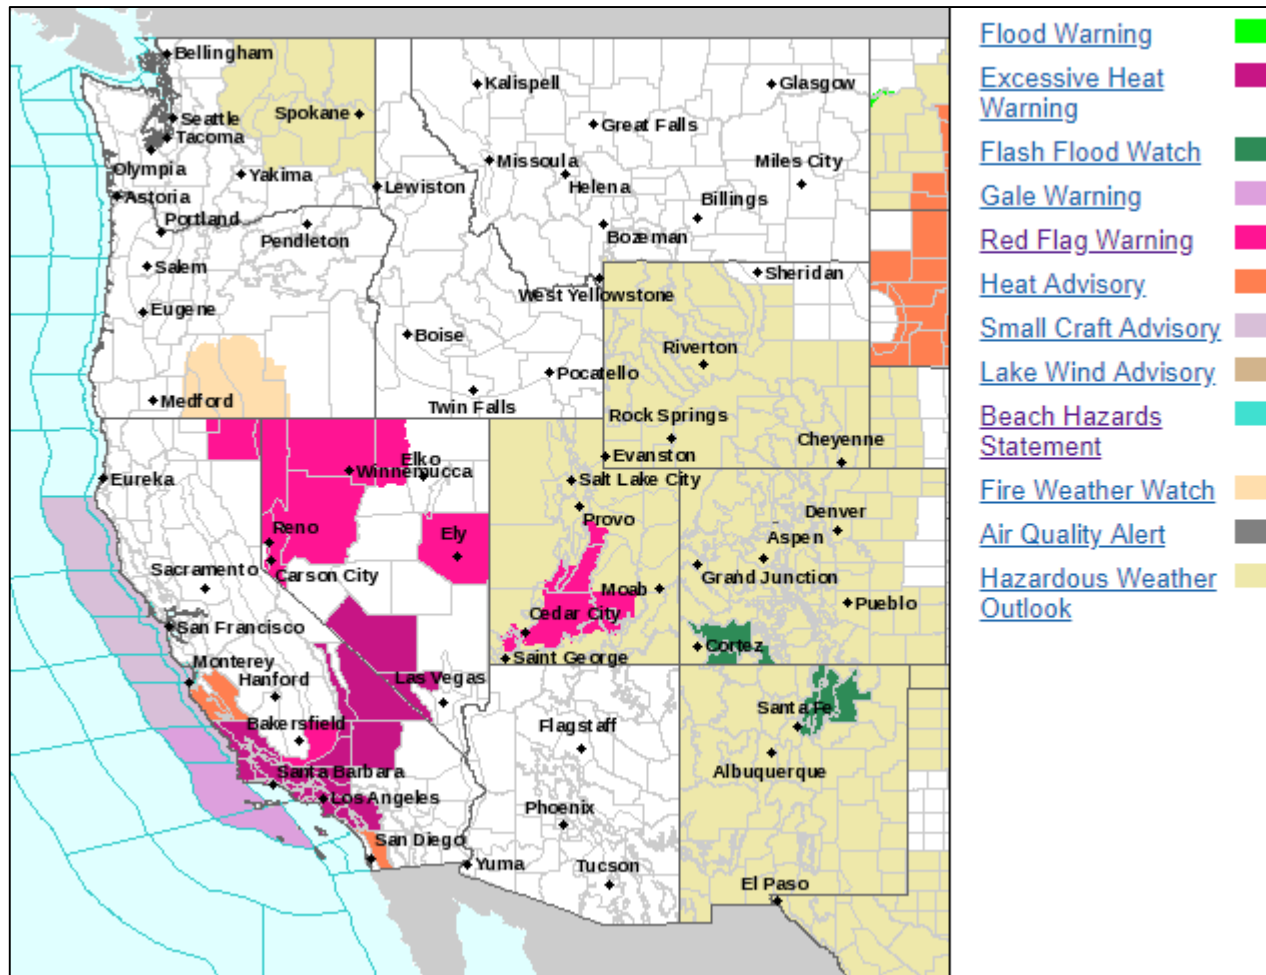 Bellingham
Kalispell
Glasgow
Spokane
Seattle
Great Falls
Tacoma
Missoula
Miles City
Olympia
Yakima
Helena
Lewiston
Astoria
Billings
Portland
Pendleton
Bozeman
Salem
Sheridan
West Yellowstone
Eugene
Boise
Riverton
Pocatello
Medford
Twin Falls
Rock Springs
Cheyenne
Elko
Evanston
Winnemucca
Eureka
Salt Lake City
Denver
Provo
Reno
Ely
Aspen
Sacramento
Carson City
Grand Junction
Moab
Pueblo
Cedar City
San Francisco
Cortez
Saint George
Monterey
Hanford
Las Vegas
Santa Fe
Bakersfield
Flagstaff
Albuquerque
Santa Barbara
Los Angeles
Phoenix
San Diego
Yuma
Tucson
El Paso
Flood Warning
Excessive Heat
Warning
Flash Flood Watch
Gale Warning
Red Flag Warning
Heat Advisory
Small Craft Advisory
Lake Wind Advisory
Beach Hazards
Statement
Fire Weather Watch
Air Quality Alert
Hazardous Weather
Outlook